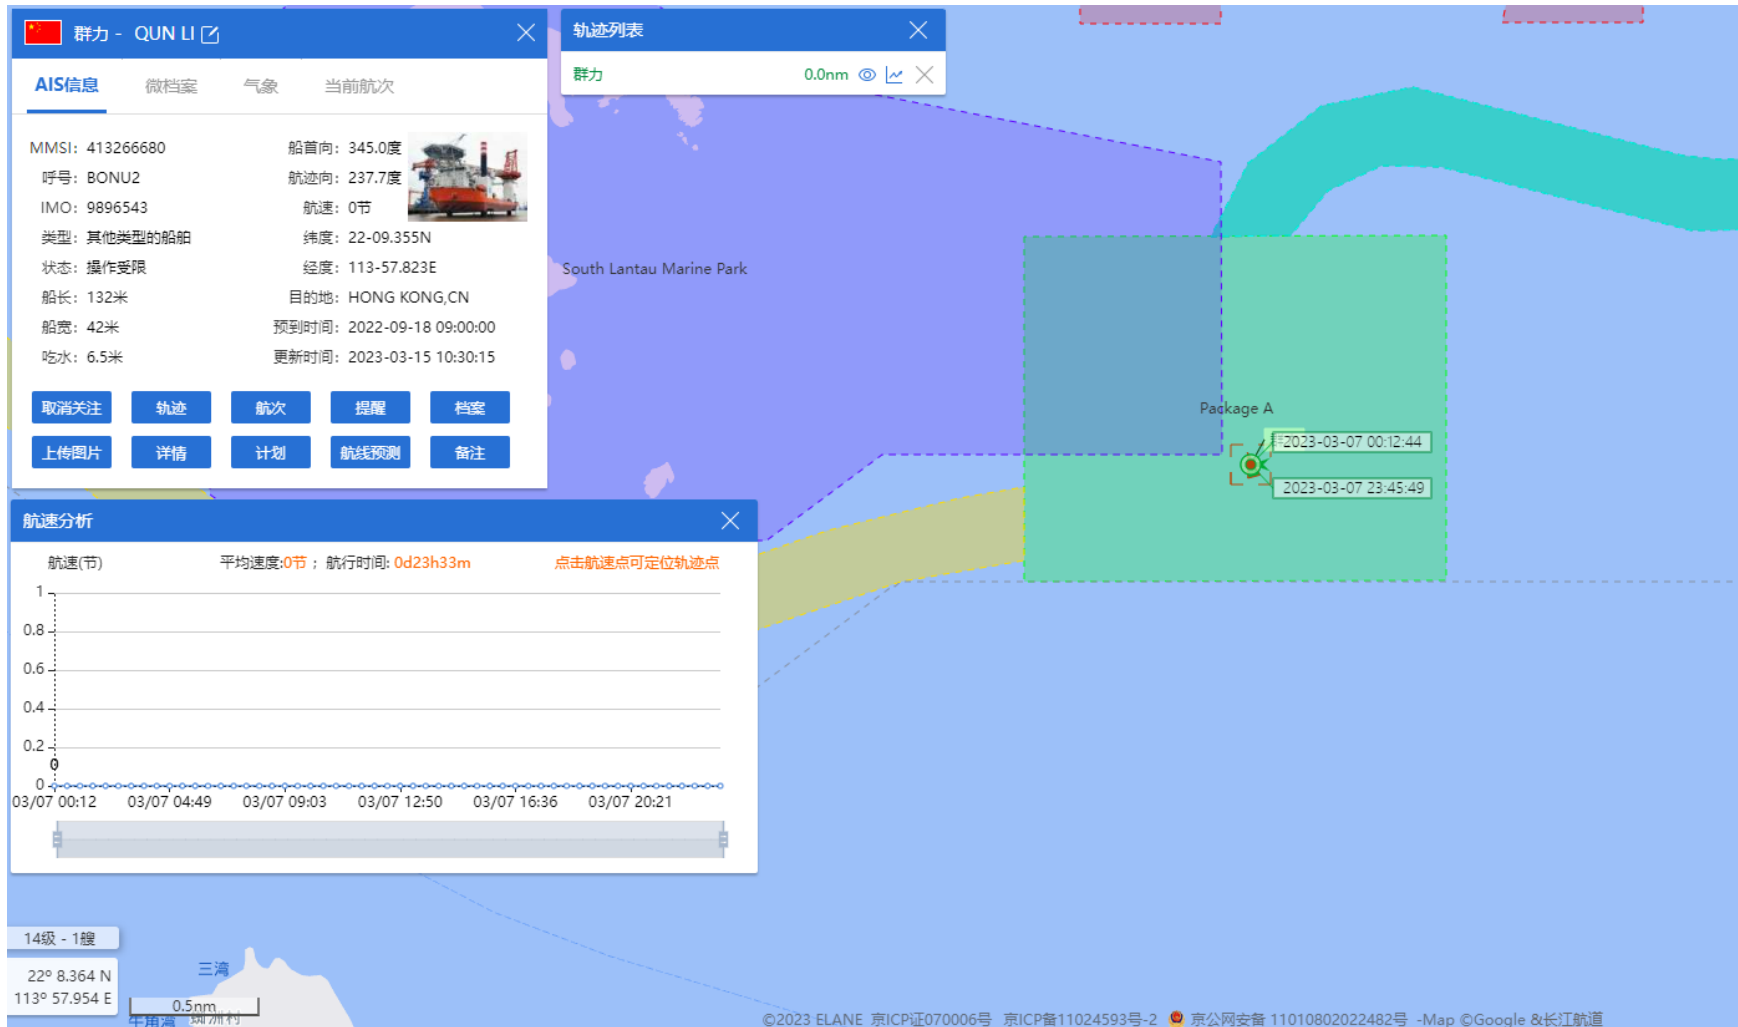 群力 - QUN LI
AIS信息 微档案 气象 当前航次
MMSI: 413266680 船首向: 345.0度
呼号: BONU2 航迹向: 237.7度
IMO: 9896543 航速: 0节
类型: 其他类型的船舶 纬度: 22-09.355N
状态: 操作受限 经度: 113-57.823E
船长: 132米 目的地: HONG KONG,CN
船宽: 42米 预到时间: 2022-09-18 09:00:00
吃水: 6.5米 更新时间: 2023-03-15 10:30:15
取消关注 轨迹 航次 提醒 档案
上传图片 详情 计划 航线预测 备注
轨迹列表
群力 0.0nm
South Lantau Marine Park
Package A
2023-03-07 00:12:44
2023-03-07 23:45:49
航速分析
航速(节) 平均速度:0节 ; 航行时间: 0d23h33m 点击航速点可定位轨迹点
1
0.8
0.6
0.4
0.2
0
0
03/07 00:12 03/07 04:49 03/07 09:03 03/07 12:50 03/07 16:36 03/07 20:21
14级 - 1艘
22° 8.364 N
113° 57.954 E
三湾
0.5nm
牛角湾
©2023 ELANE 京ICP证070006号 京ICP备11024593号-2 京公网安备 11010802022482号 -Map ©Google &长江航道